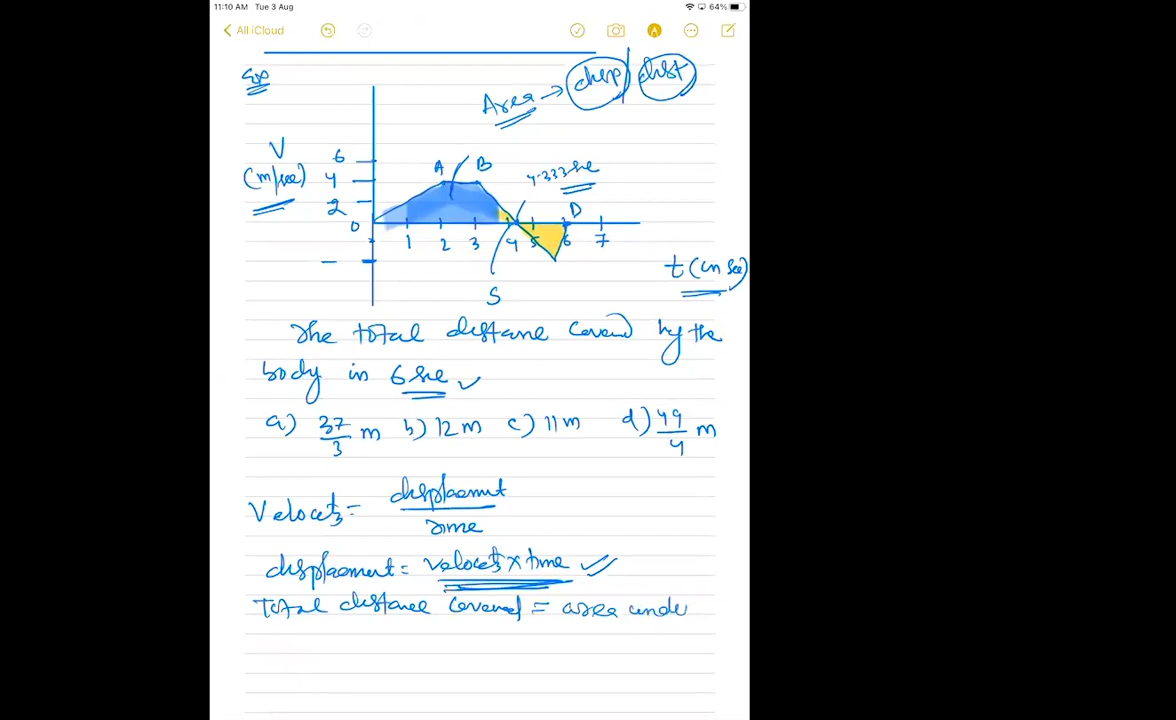 11:10 AM Tue 3 Aug 64%
All iCloud
Exp
Area → disp | dist
V
(m/sec)
6 A B 4.333 sec
4
2
0 1 2 3 4 5 6 7 D
-
t (in sec)
S
The total distance covered by the
body in 6 sec
a) 37/3 m b) 12 m c) 11 m d) 49/4 m
Velocity = displacement/time
displacement = velocity × time
Total distance covered = area under